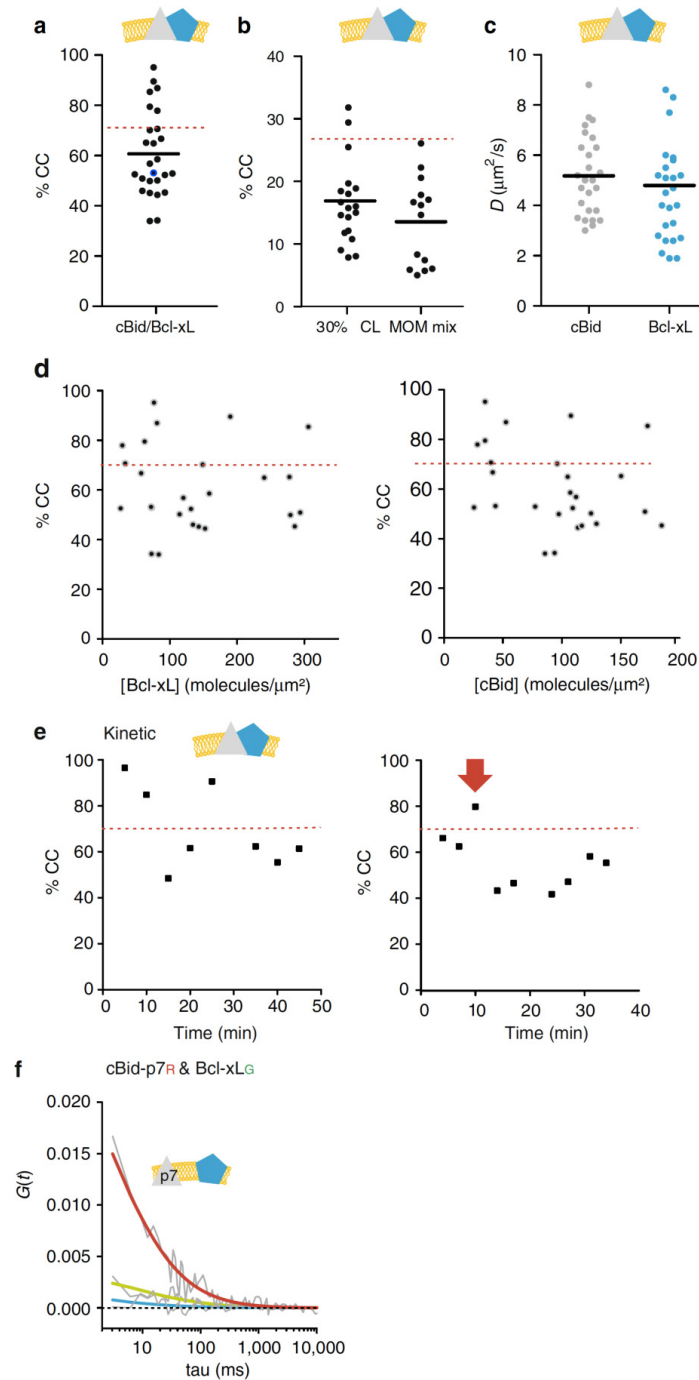 a
b
c
100
80
60
40
20
0
% CC
cBid/Bcl-xL
40
30
20
10
0
% CC
30% CL MOM mix
10
8
6
4
2
0
D (µm²/s)
cBid
Bcl-xL
d
100
80
60
40
20
0
% CC
0 100 200 300
[Bcl-xL] (molecules/µm²)
100
80
60
40
20
0
% CC
0 50 100 150 200
[cBid] (molecules/µm²)
e
Kinetic
100
80
60
40
20
0
% CC
0 10 20 30 40 50
Time (min)
100
80
60
40
20
0
% CC
0 10 20 30 40
Time (min)
f
cBid-p7R & Bcl-xLG
0.020
0.015
0.010
0.005
0.000
G(t)
p7
10 100 1,000 10,000
tau (ms)